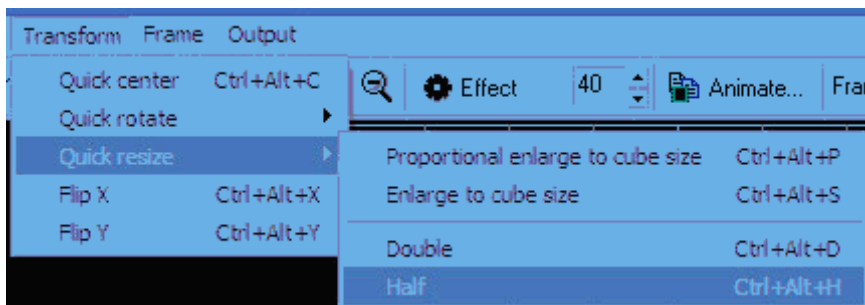 Transform Frame Output
Quick center Ctrl+Alt+C
Effect 40 Animate... Fra
Quick rotate
Quick resize
Proportional enlarge to cube size Ctrl+Alt+P
Flip X Ctrl+Alt+X
Enlarge to cube size Ctrl+Alt+S
Flip Y Ctrl+Alt+Y
Double Ctrl+Alt+D
Half Ctrl+Alt+H